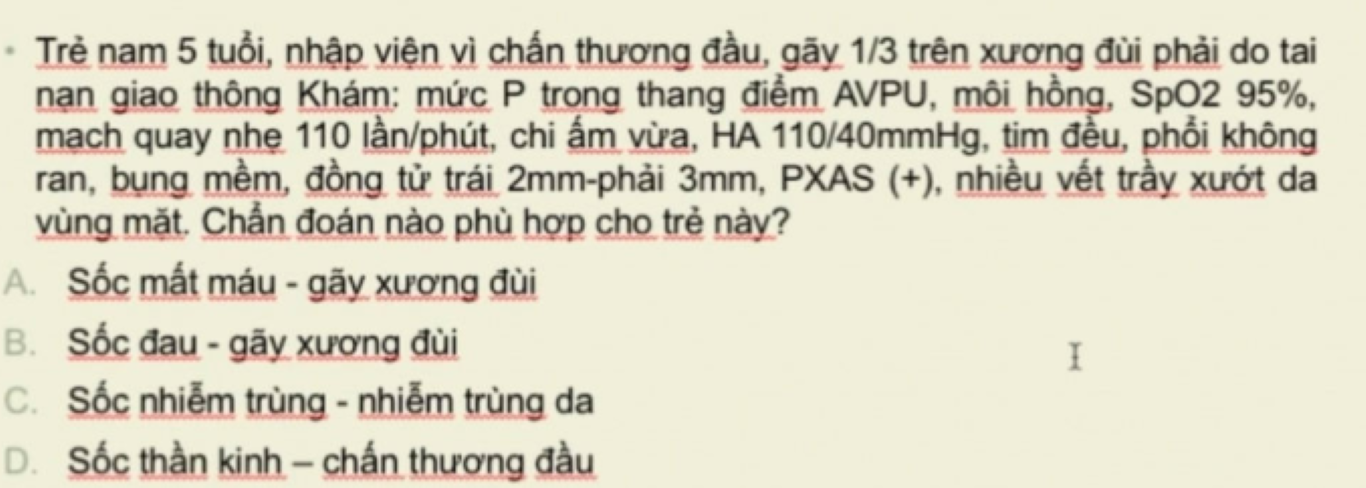 • Trẻ nam 5 tuổi, nhập viện vì chấn thương đầu, gãy 1/3 trên xương đùi phải do tai
nạn giao thông Khám: mức P trong thang điểm AVPU, môi hồng, SpO2 95%,
mạch quay nhẹ 110 lần/phút, chi ấm vừa, HA 110/40mmHg, tim đều, phổi không
ran, bụng mềm, đồng tử trái 2mm-phải 3mm, PXAS (+), nhiều vết trầy xướt da
vùng mặt. Chẩn đoán nào phù hợp cho trẻ này?
A. Sốc mất máu - gãy xương đùi
B. Sốc đau - gãy xương đùi
C. Sốc nhiễm trùng - nhiễm trùng da
D. Sốc thần kinh – chấn thương đầu